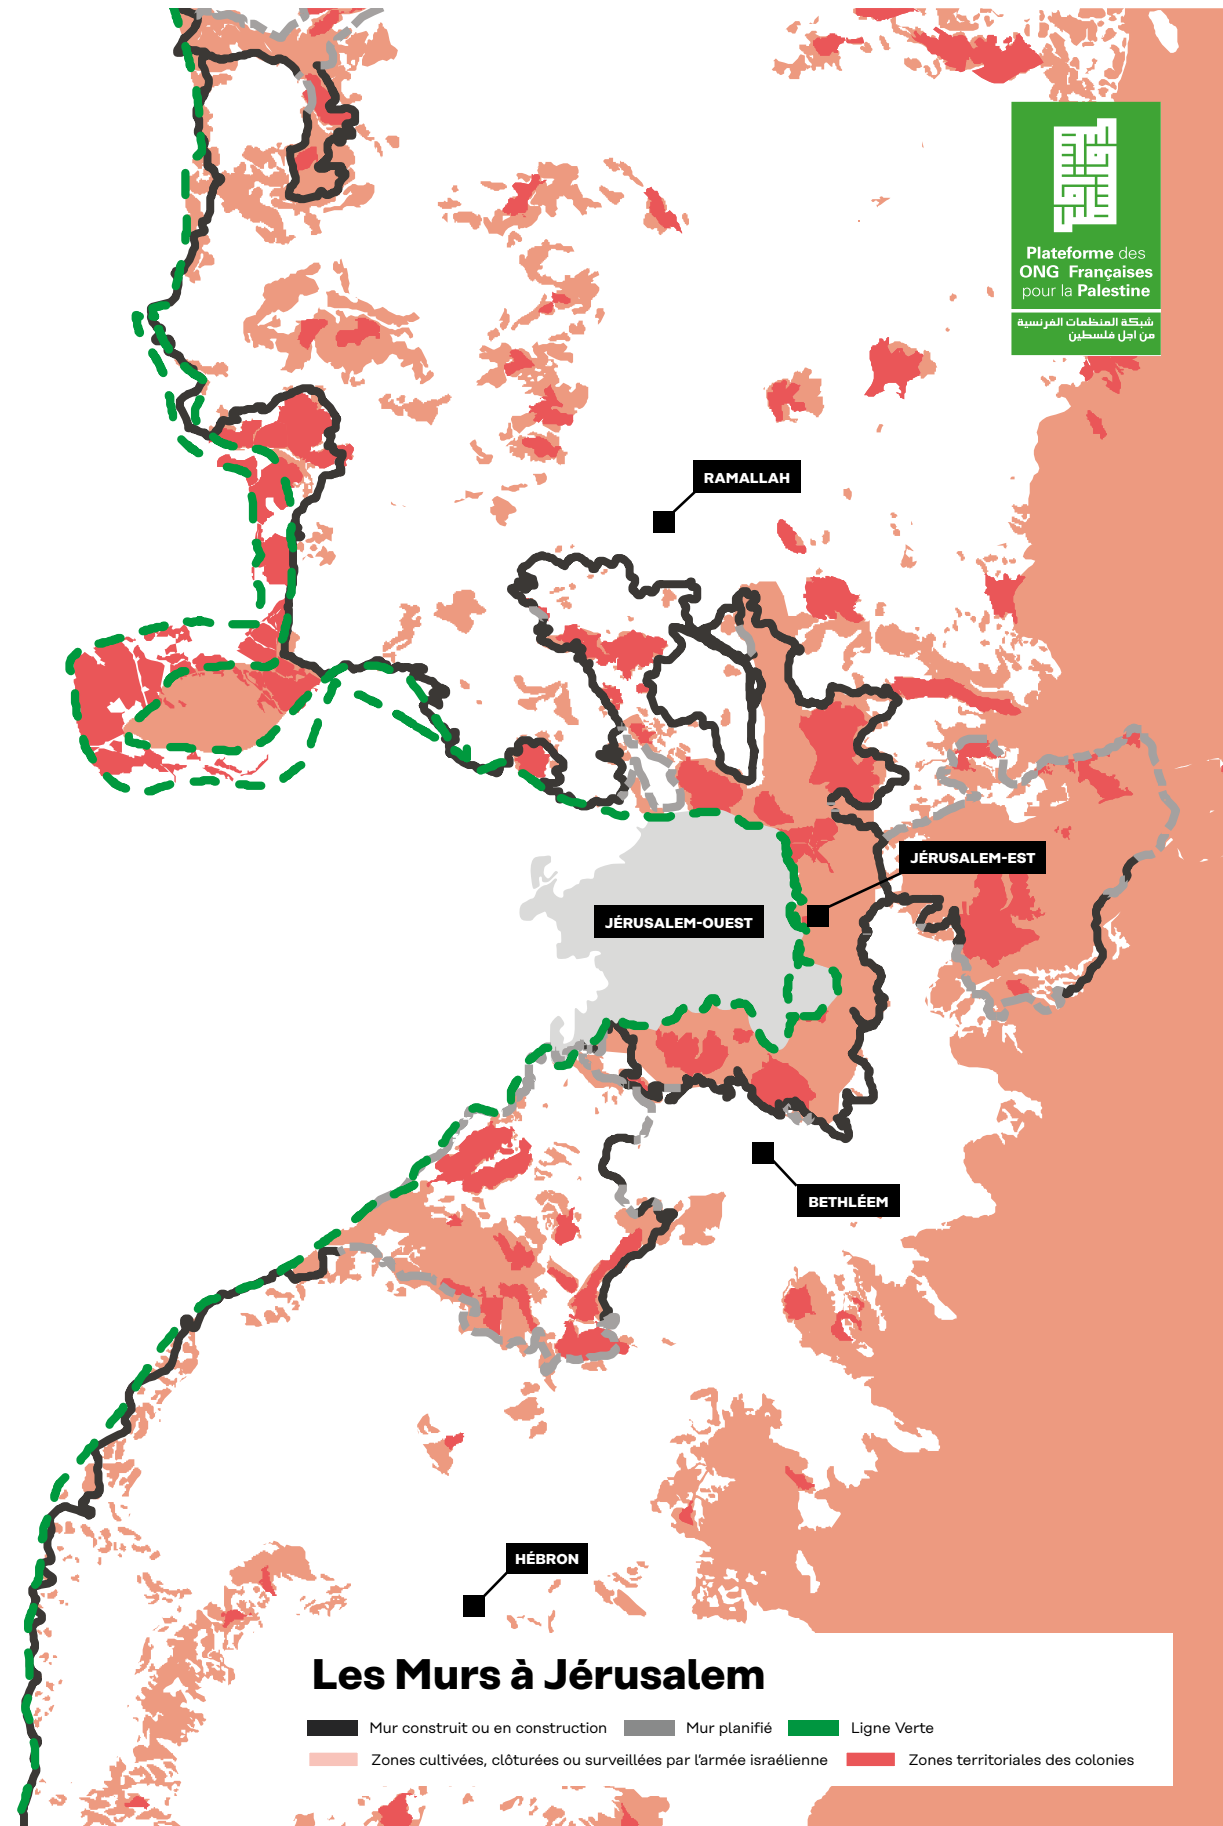 Plateforme des
ONG Françaises
pour la Palestine
شبكة المنظمات الفرنسية
من اجل فلسطين
RAMALLAH
JÉRUSALEM-EST
JÉRUSALEM-OUEST
BETHLÉEM
HÉBRON
Les Murs à Jérusalem
Mur construit ou en construction Mur planifié Ligne Verte
Zones cultivées, clôturées ou surveillées par l’armée israélienne Zones territoriales des colonies